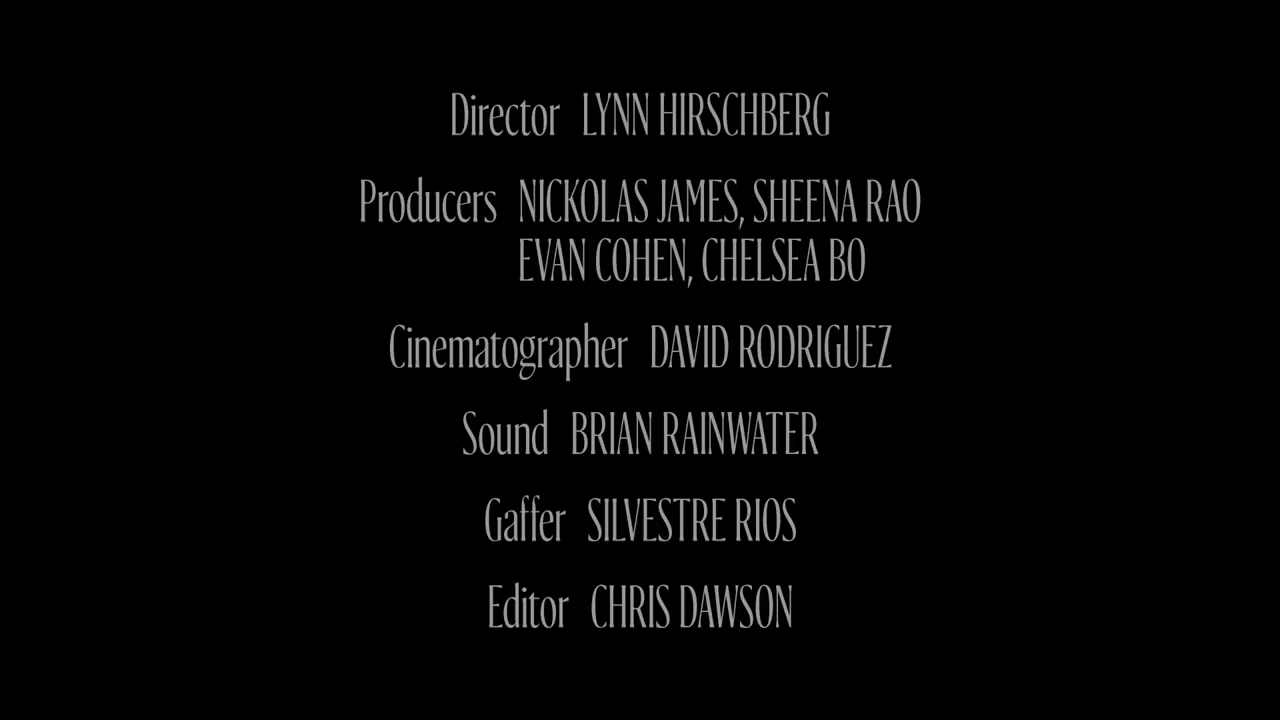 Director LYNN HIRSCHBERG
Producers NICKOLAS JAMES, SHEENA RAO
EVAN COHEN, CHELSEA BO
Cinematographer DAVID RODRIGUEZ
Sound BRIAN RAINWATER
Gaffer SILVESTRE RIOS
Editor CHRIS DAWSON